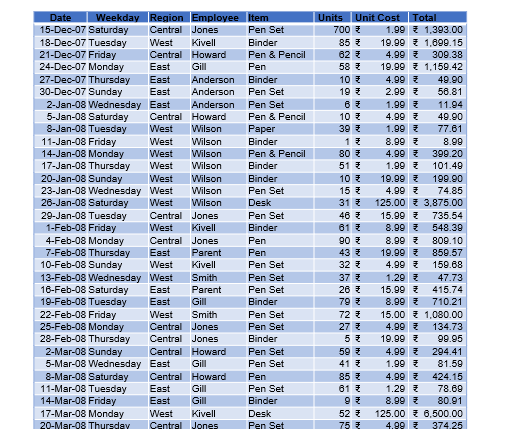 Date Weekday Region Employee Item Units Unit Cost Total
15-Dec-07 Saturday Central Jones Pen Set 700 ₹ 1.99 ₹ 1,393.00
18-Dec-07 Tuesday West Kivell Binder 85 ₹ 19.99 ₹ 1,699.15
21-Dec-07 Friday Central Howard Pen & Pencil 62 ₹ 4.99 ₹ 309.38
24-Dec-07 Monday East Gill Pen 58 ₹ 19.99 ₹ 1,159.42
27-Dec-07 Thursday East Anderson Binder 10 ₹ 4.99 ₹ 49.90
30-Dec-07 Sunday East Anderson Pen Set 19 ₹ 2.99 ₹ 56.81
2-Jan-08 Wednesday East Anderson Pen Set 6 ₹ 1.99 ₹ 11.94
5-Jan-08 Saturday Central Howard Pen & Pencil 10 ₹ 4.99 ₹ 49.90
8-Jan-08 Tuesday West Wilson Paper 39 ₹ 1.99 ₹ 77.61
11-Jan-08 Friday West Wilson Binder 1 ₹ 8.99 ₹ 8.99
14-Jan-08 Monday West Wilson Pen & Pencil 80 ₹ 4.99 ₹ 399.20
17-Jan-08 Thursday West Wilson Binder 51 ₹ 1.99 ₹ 101.49
20-Jan-08 Sunday West Wilson Binder 10 ₹ 19.99 ₹ 199.90
23-Jan-08 Wednesday West Wilson Pen Set 15 ₹ 4.99 ₹ 74.85
26-Jan-08 Saturday West Wilson Desk 31 ₹ 125.00 ₹ 3,875.00
29-Jan-08 Tuesday Central Jones Pen Set 46 ₹ 15.99 ₹ 735.54
1-Feb-08 Friday West Kivell Binder 61 ₹ 8.99 ₹ 548.39
4-Feb-08 Monday Central Jones Pen 90 ₹ 8.99 ₹ 809.10
7-Feb-08 Thursday East Parent Pen 43 ₹ 19.99 ₹ 859.57
10-Feb-08 Sunday West Kivell Pen Set 32 ₹ 4.99 ₹ 159.68
13-Feb-08 Wednesday West Smith Pen Set 37 ₹ 1.29 ₹ 47.73
16-Feb-08 Saturday East Parent Pen Set 26 ₹ 15.99 ₹ 415.74
19-Feb-08 Tuesday East Gill Binder 79 ₹ 8.99 ₹ 710.21
22-Feb-08 Friday West Smith Pen Set 72 ₹ 15.00 ₹ 1,080.00
25-Feb-08 Monday Central Jones Pen Set 27 ₹ 4.99 ₹ 134.73
28-Feb-08 Thursday Central Jones Binder 5 ₹ 19.99 ₹ 99.95
2-Mar-08 Sunday Central Howard Pen Set 59 ₹ 4.99 ₹ 294.41
5-Mar-08 Wednesday East Gill Pen Set 41 ₹ 1.99 ₹ 81.59
8-Mar-08 Saturday Central Howard Pen 85 ₹ 4.99 ₹ 424.15
11-Mar-08 Tuesday East Gill Pen Set 61 ₹ 1.29 ₹ 78.69
14-Mar-08 Friday East Gill Binder 9 ₹ 8.99 ₹ 80.91
17-Mar-08 Monday West Kivell Desk 52 ₹ 125.00 ₹ 6,500.00
20-Mar-08 Thursday Central Jones Pen Set 75 ₹ 4.99 ₹ 374.25